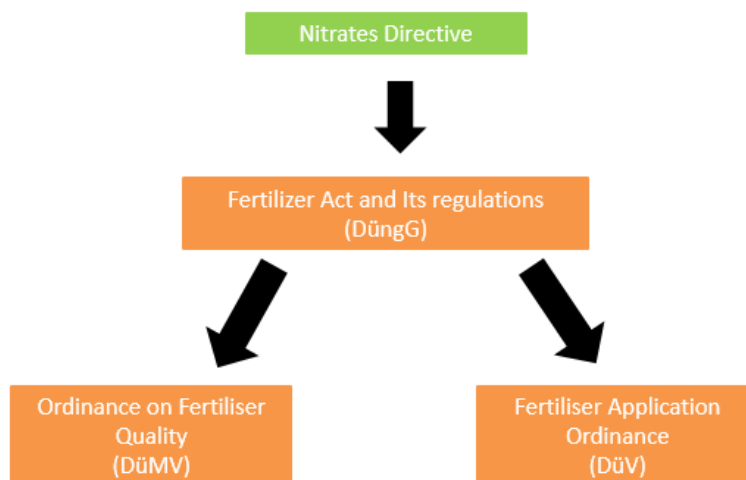 Nitrates Directive
Fertilizer Act and Its regulations
(DüngG)
Ordinance on Fertiliser
Quality
(DüMV)
Fertiliser Application
Ordinance
(DüV)